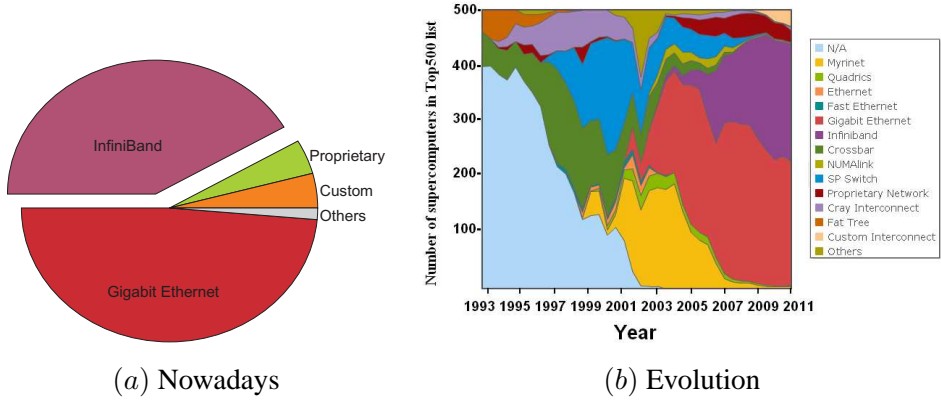 InfiniBand
Proprietary
Custom
Others
Gigabit Ethernet
(a) Nowadays
Number of supercomputers in Top500 list
500
400
300
200
100
1993 1995 1997 1999 2001 2003 2005 2007 2009 2011
Year
N/A
Myrinet
Quadrics
Ethernet
Fast Ethernet
Gigabit Ethernet
Infiniband
Crossbar
NUMAlink
SP Switch
Proprietary Network
Cray Interconnect
Fat Tree
Custom Interconnect
Others
(b) Evolution